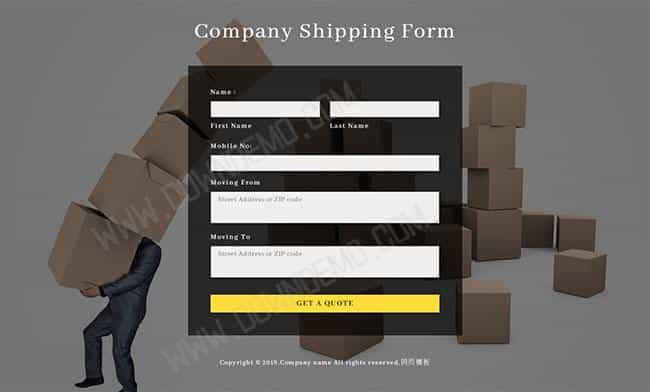 Company Shipping Form
Name :
First Name Last Name
Mobile No:
Moving From
Street Address or ZIP code
Moving To
Street Address or ZIP code
GET A QUOTE
Copyright © 2018.Company name All rights reserved.网页模板
WWW.DOWNDEMO.COM
WWW.DOWNDEMO.COM